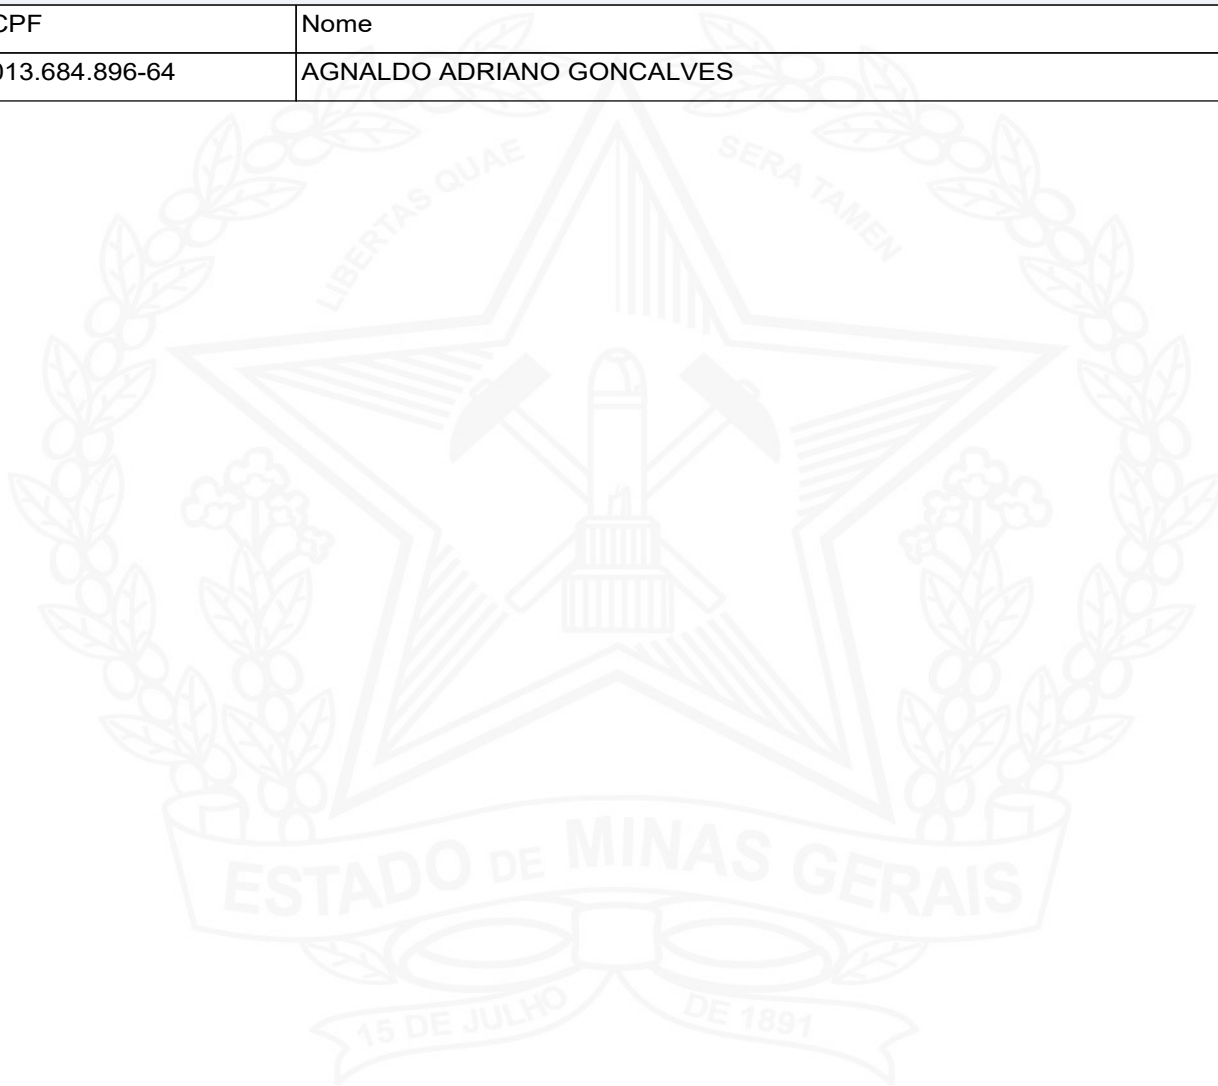 CPF Nome
013.684.896-64 AGNALDO ADRIANO GONCALVES
LIBERTAS QUAE SERA TAMEN
ESTADO DE MINAS GERAIS
15 DE JULHO DE 1891